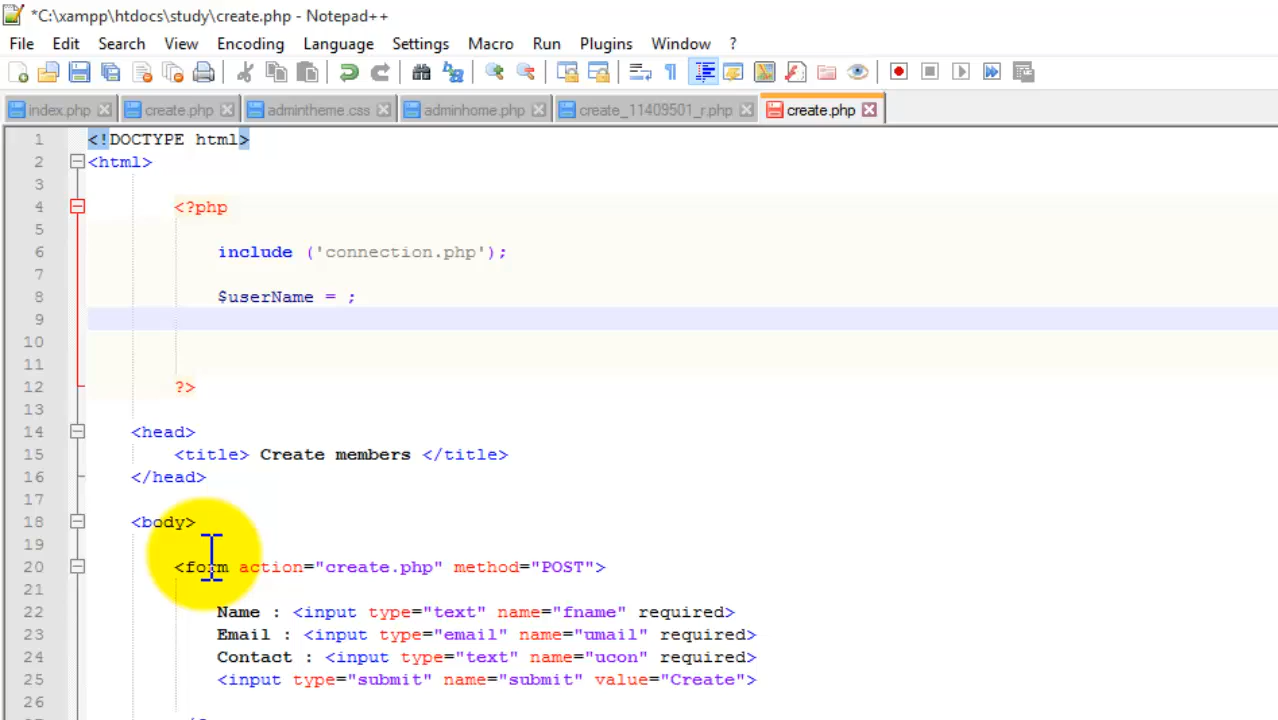 *C:\xampp\htdocs\study\create.php - Notepad++
File Edit Search View Encoding Language Settings Macro Run Plugins Window ?
index.php create.php admintheme.css adminhome.php create_11409501_r.php create.php
1 <!DOCTYPE html>
2 <html>
3
4 <?php
5
6 include ('connection.php');
7
8 $userName = ;
9
10
11
12 ?>
13
14 <head>
15 <title> Create members </title>
16 </head>
17
18 <body>
19
20 <form action="create.php" method="POST">
21
22 Name : <input type="text" name="fname" required>
23 Email : <input type="email" name="umail" required>
24 Contact : <input type="text" name="ucon" required>
25 <input type="submit" name="submit" value="Create">
26